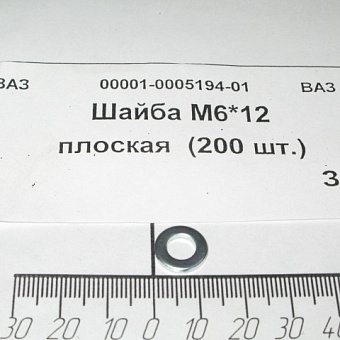 ВАЗ 00001-0005194-01 ВАЗ
Шайба М6*12
плоская (200 шт.)
З
30 20 10 0 10 20 30 40